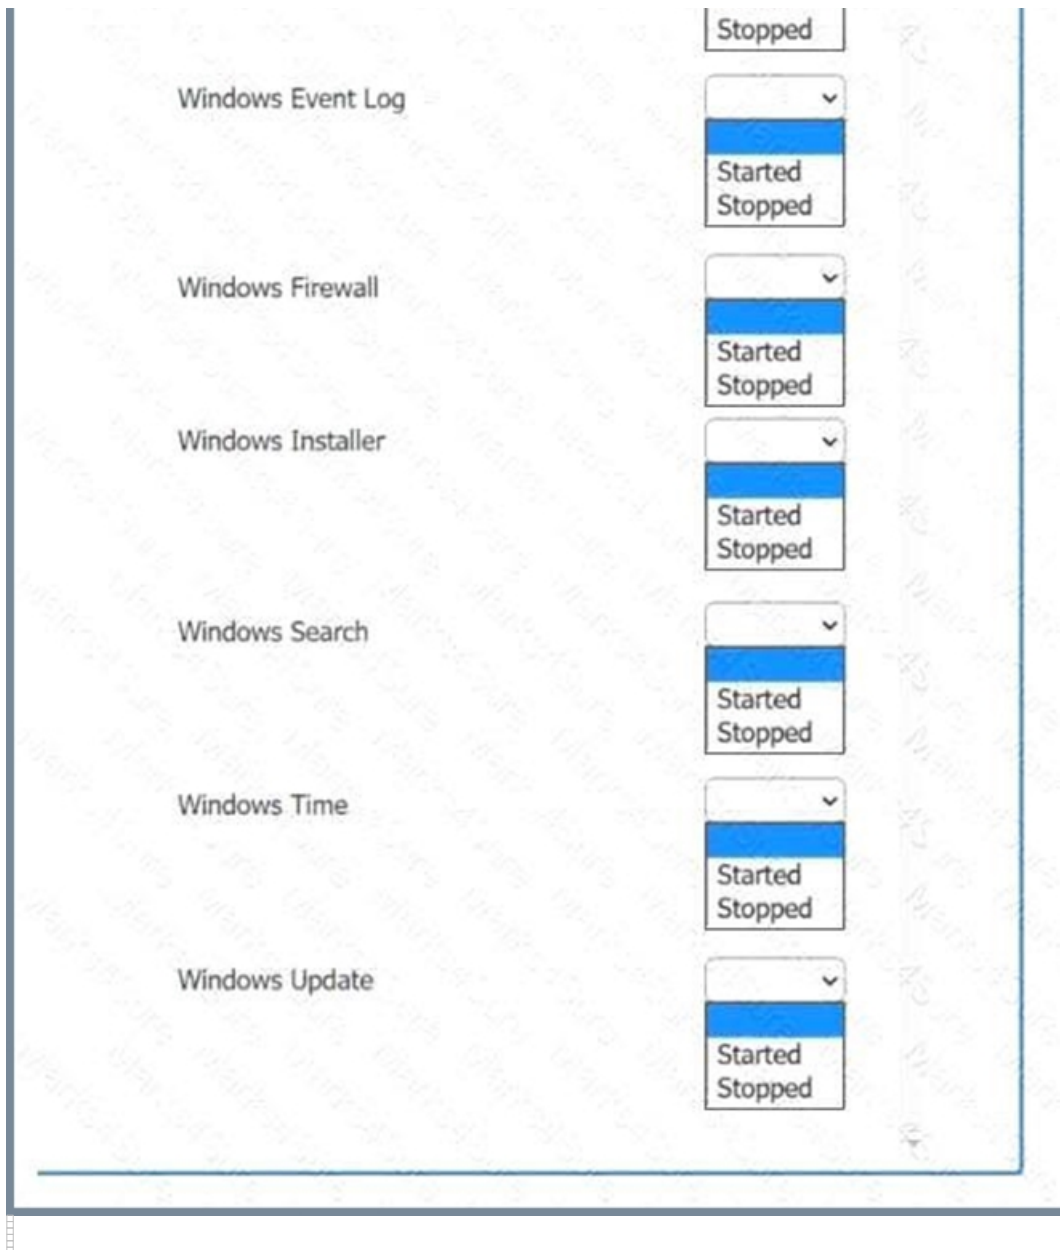 Stopped
Windows Event Log
Started
Stopped
Windows Firewall
Started
Stopped
Windows Installer
Started
Stopped
Windows Search
Started
Stopped
Windows Time
Started
Stopped
Windows Update
Started
Stopped